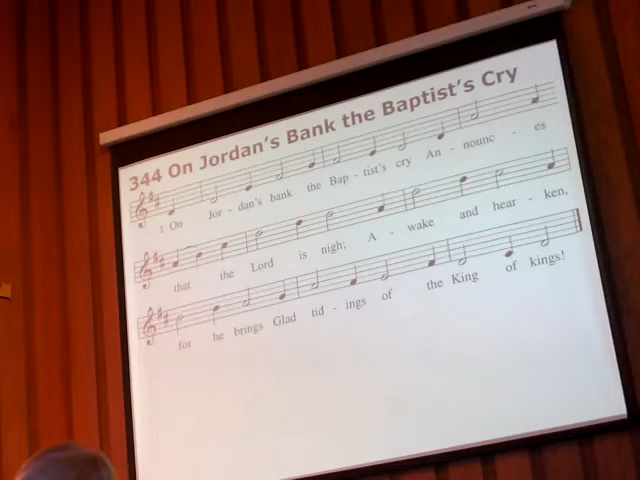 344 On Jordan's Bank the Baptist's Cry
1 On Jor - dan's bank the Bap - tist's cry An - nounc - es
that the Lord is nigh; A - wake and hear - ken,
for he brings Glad tid - ings of the King of kings!